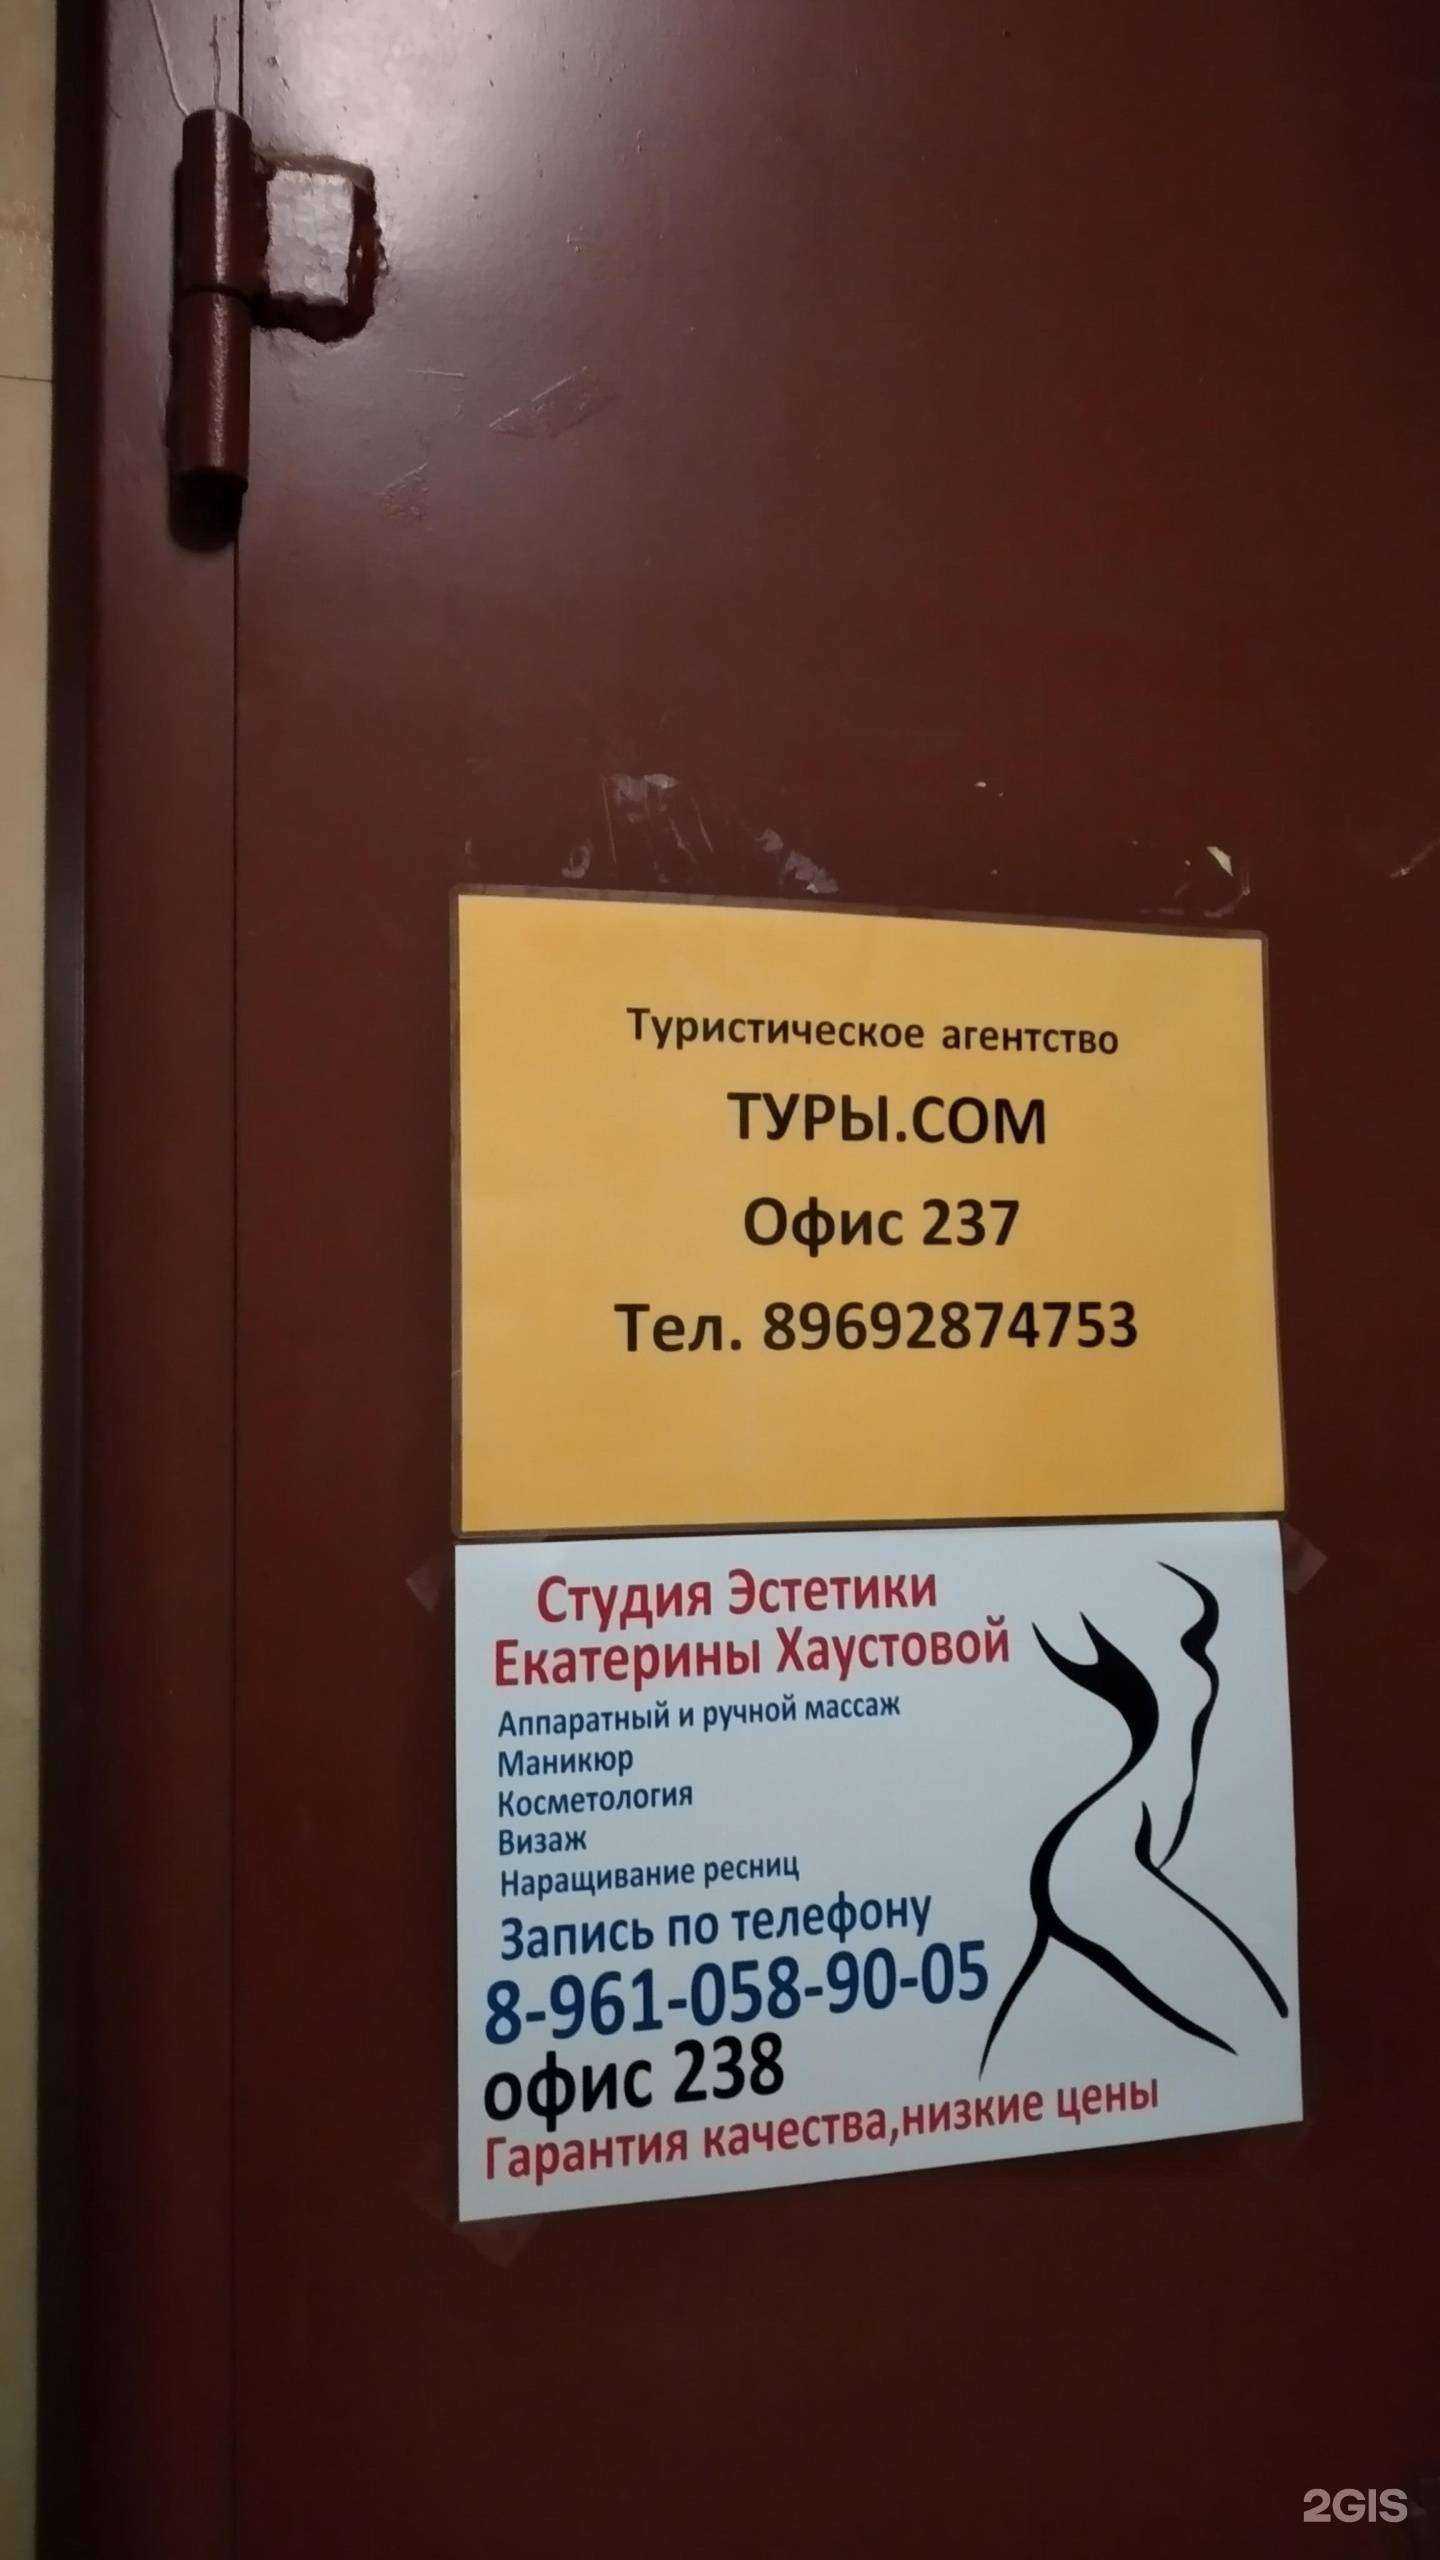 Туристическое агентство
ТУРЫ.COM
Офис 237
Тел. 89692874753
Студия Эстетики
Екатерины Хаустовой
Аппаратный и ручной массаж
Маникюр
Косметология
Визаж
Наращивание ресниц
Запись по телефону
8-961-058-90-05
офис 238
Гарантия качества,низкие цены
2GIS